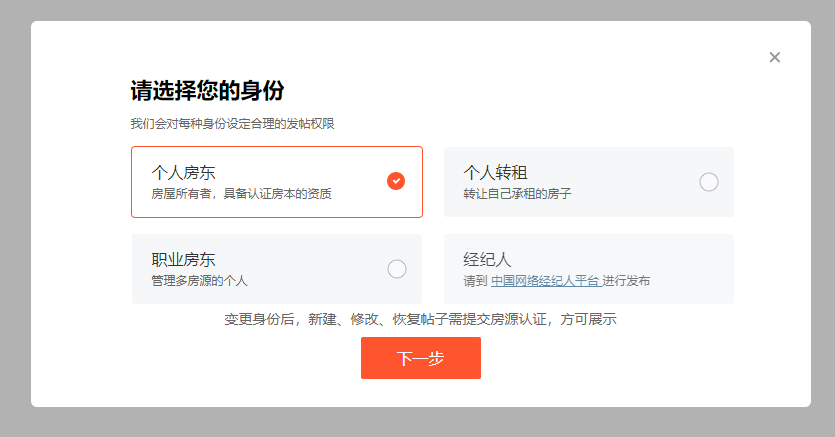 请选择您的身份
我们会对每种身份设定合理的发帖权限
个人房东
房屋所有者，具备认证房本的资质
个人转租
转让自己承租的房子
职业房东
管理多房源的个人
经纪人
请到 中国网络经纪人平台 进行发布
变更身份后，新建、修改、恢复帖子需提交房源认证，方可展示
下一步